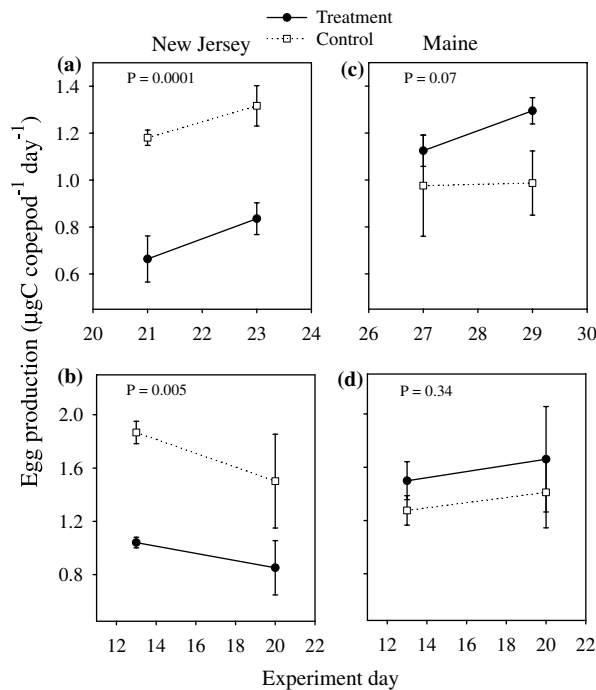 Treatment
Control
New Jersey
Maine
(a)
P = 0.0001
1.4
1.2
1.0
0.8
0.6
20 21 22 23 24
(c)
P = 0.07
26 27 28 29 30
(b)
P = 0.005
2.0
1.6
1.2
0.8
12 14 16 18 20 22
(d)
P = 0.34
12 14 16 18 20 22
Egg production (µgC copepod⁻¹ day⁻¹)
Experiment day